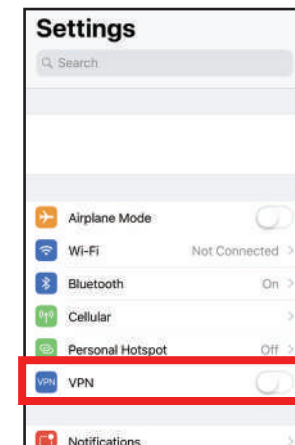 Settings
Search
Airplane Mode
Wi-Fi Not Connected
Bluetooth On
Cellular
Personal Hotspot Off
VPN VPN
Notifications